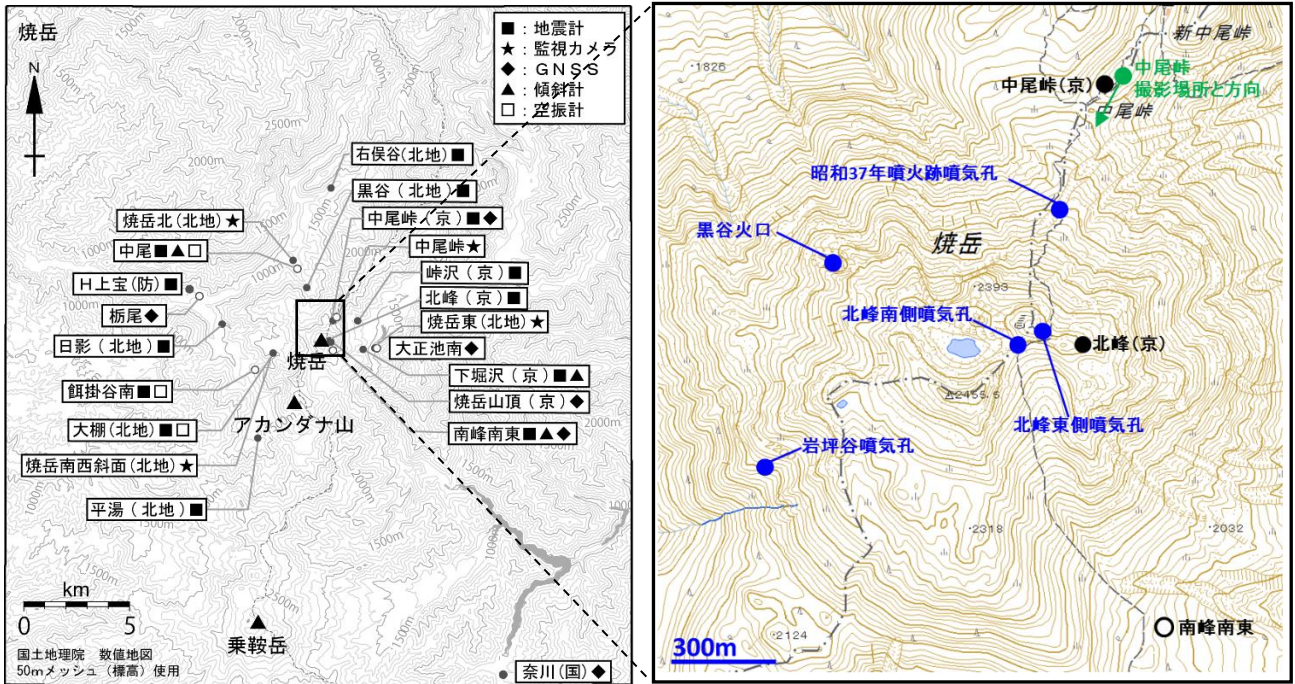 焼岳
N
■：地震計
★：監視カメラ
◆：ＧＮＳＳ
▲：傾斜計
□：空振計
右俣谷(北地)■
黒谷（北地）■
中尾峠（京）■◆
中尾峠★
峠沢（京）■
北峰（京）■
焼岳東(北地)★
大正池南◆
下堀沢（京）■▲
焼岳山頂（京）◆
南峰南東■▲◆
焼岳北(北地)★
中尾■▲□
Ｈ上宝(防)■
栃尾◆
日影（北地）■
餌掛谷南■□
大棚(北地)■□
焼岳南西斜面(北地)★
平湯（北地）■
焼岳
アカンダナ山
乗鞍岳
奈川(国)◆
2500m
2000m
1500m
1000m
km
0 5
国土地理院　数値地図
50mメッシュ（標高）使用
・1826
新中尾峠
中尾峠(京)
中尾峠
撮影場所と方向
中尾峠
昭和37年噴火跡噴気孔
黒谷火口
焼岳
・2393
北峰南側噴気孔
北峰(京)
△2455.5
北峰東側噴気孔
岩坪谷噴気孔
・2318
・2032
・2124
南峰南東
300m